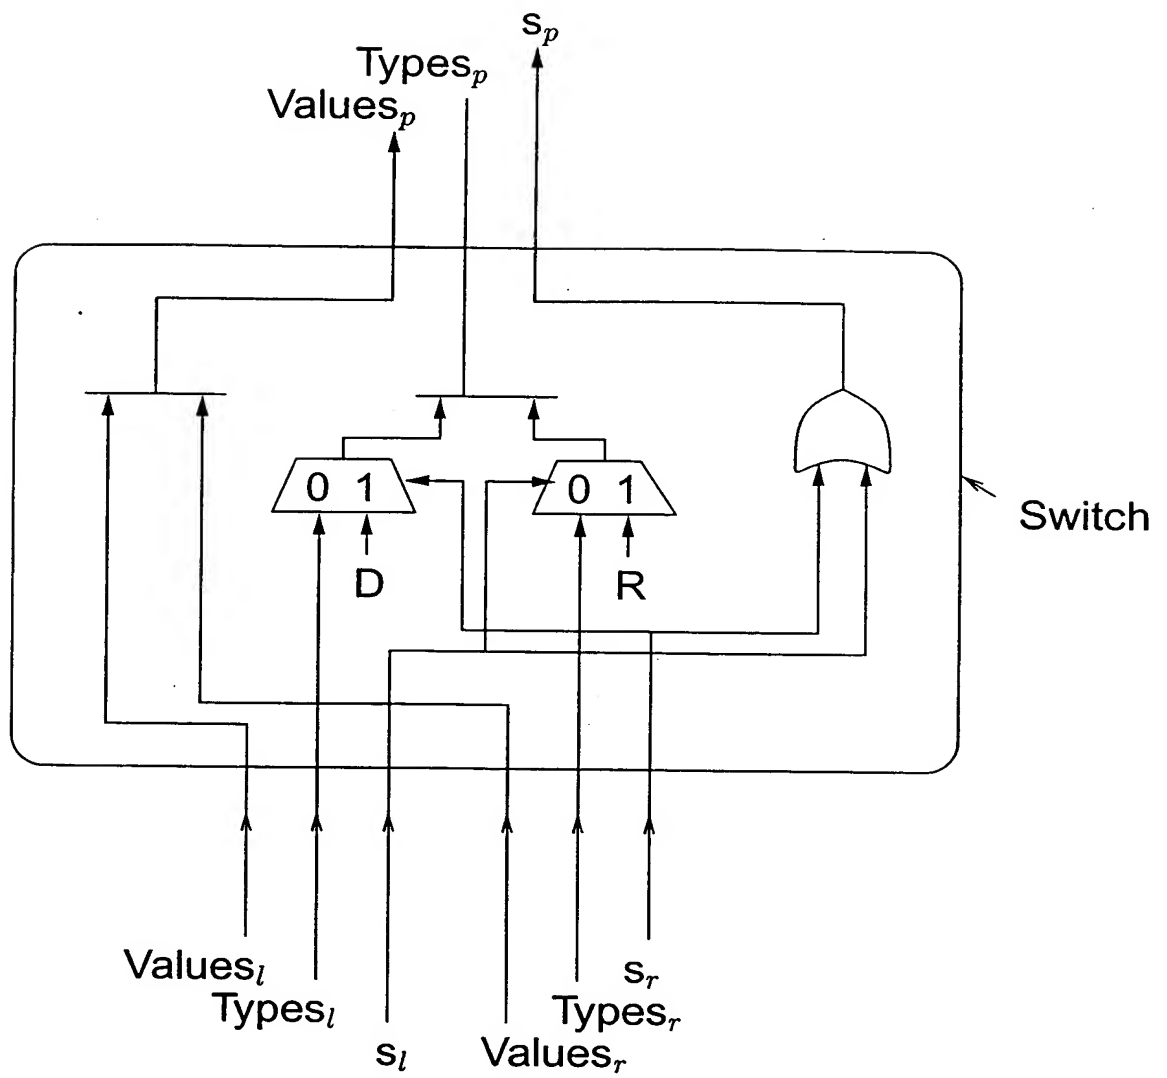 s_p
Types_p
Values_p
0 1
0 1
Switch
D
R
Values_l
s_r
Types_l
Types_r
s_l
Values_r